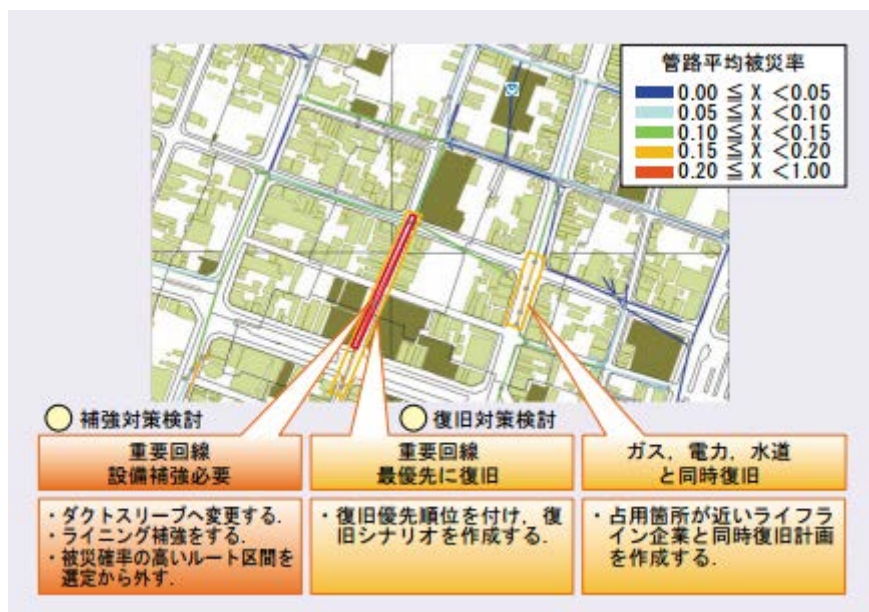 管路平均被災率
0.00 ≦ X <0.05
0.05 ≦ X <0.10
0.10 ≦ X <0.15
0.15 ≦ X <0.20
0.20 ≦ X <1.00
補強対策検討
重要回線
設備補強必要
・ダクトスリーブへ変更する.
・ライニング補強をする.
・被災確率の高いルート区間を
選定から外す.
復旧対策検討
重要回線
最優先に復旧
・復旧優先順位を付け,復
旧シナリオを作成する.
ガス,電力,水道
と同時復旧
・占用箇所が近いライフラ
イン企業と同時復旧計画
を作成する.